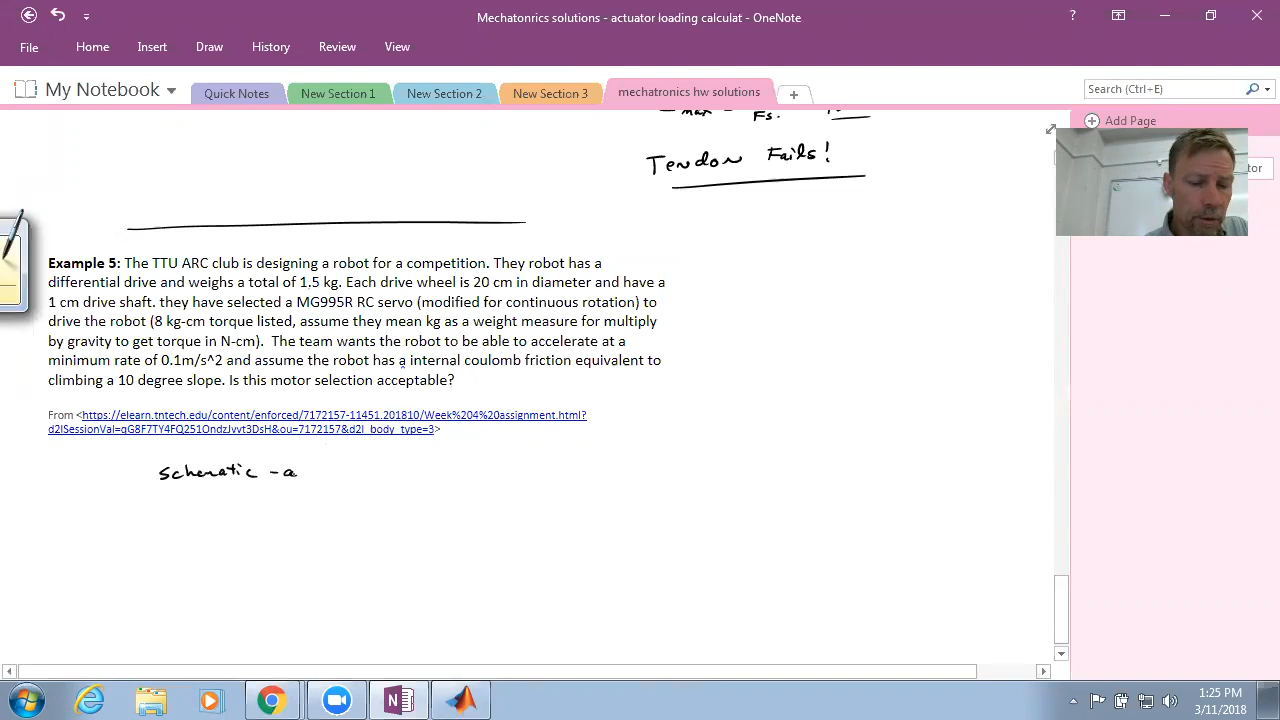 Mechatonrics solutions - actuator loading calculat - OneNote
?
File Home Insert Draw History Review View
My Notebook Quick Notes New Section 1 New Section 2 New Section 3 mechatronics hw solutions + Search (Ctrl+E)
Add Page
max = Fs.
Tendon Fails!
tor
Example 5: The TTU ARC club is designing a robot for a competition. They robot has a
differential drive and weighs a total of 1.5 kg. Each drive wheel is 20 cm in diameter and have a
1 cm drive shaft. they have selected a MG995R RC servo (modified for continuous rotation) to
drive the robot (8 kg-cm torque listed, assume they mean kg as a weight measure for multiply
by gravity to get torque in N-cm). The team wants the robot to be able to accelerate at a
minimum rate of 0.1m/s^2 and assume the robot has a internal coulomb friction equivalent to
climbing a 10 degree slope. Is this motor selection acceptable?
From <https://elearn.tntech.edu/content/enforced/7172157-11451.201810/Week%204%20assignment.html?
d2lSessionVal=qG8F7TY4FQ251OndzJvvt3DsH&ou=7172157&d2l_body_type=3>
Schematic - a
1:25 PM
3/11/2018